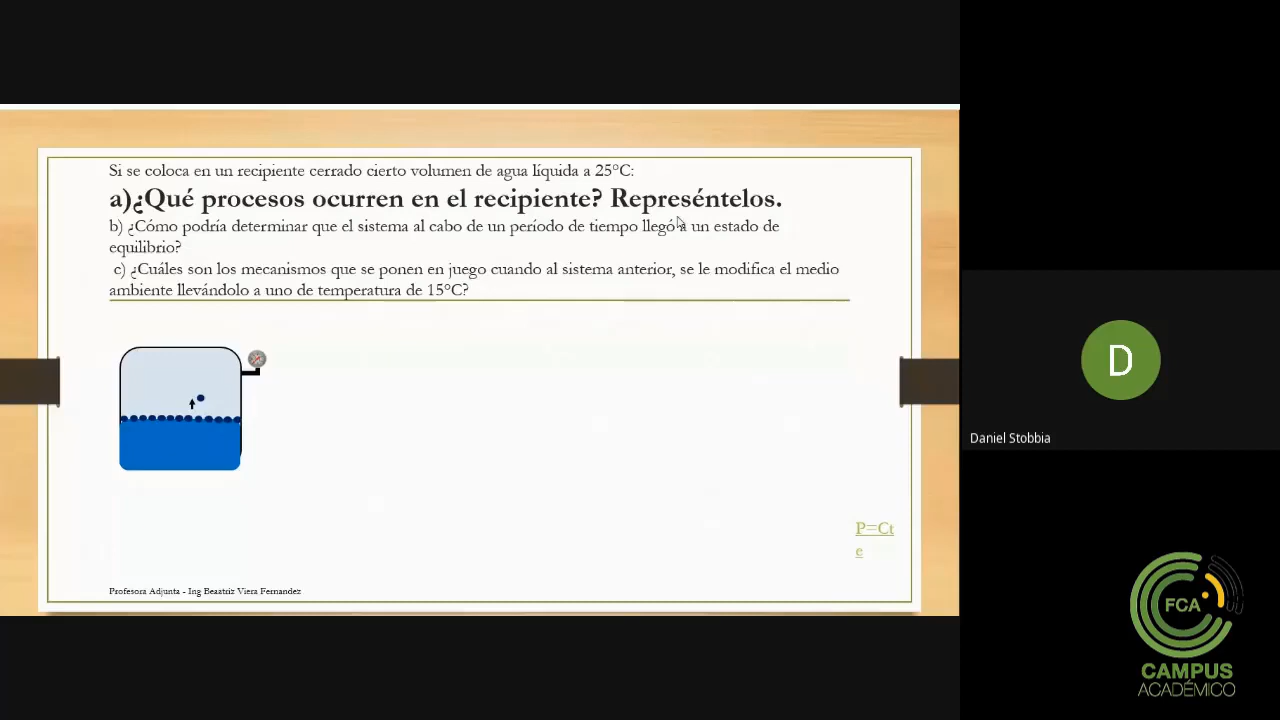 Si se coloca en un recipiente cerrado cierto volumen de agua líquida a 25°C:
a)¿Qué procesos ocurren en el recipiente? Represéntelos.
b) ¿Cómo podría determinar que el sistema al cabo de un período de tiempo llegó a un estado de
equilibrio?
c) ¿Cuáles son los mecanismos que se ponen en juego cuando al sistema anterior, se le modifica el medio
ambiente llevándolo a uno de temperatura de 15°C?
P=Ct
e
Profesora Adjunta - Ing Beaatriz Viera Fernandez
D
Daniel Stobbia
FCA
CAMPUS
ACADÉMICO